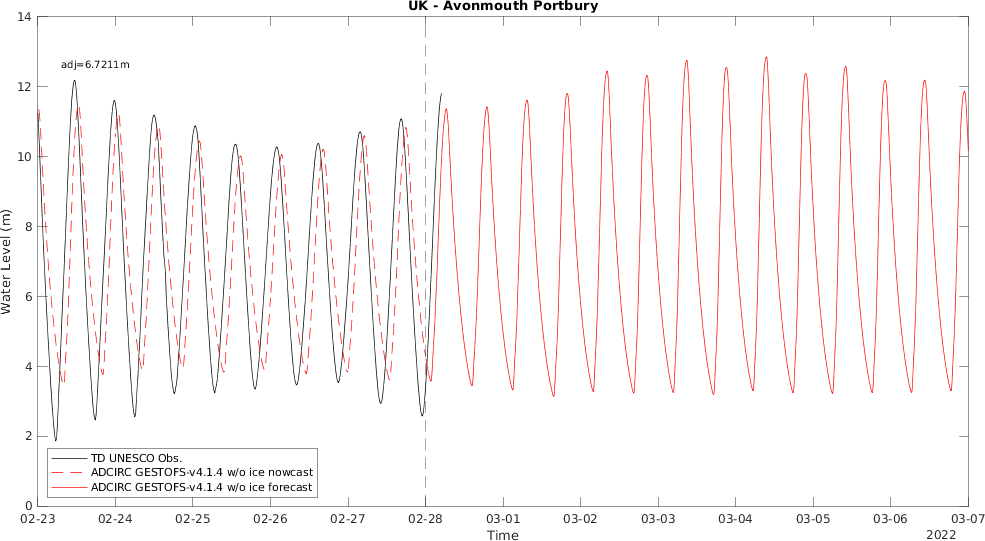 UK - Avonmouth Portbury
14
12
10
8
6
4
2
0
Water Level (m)
adj=6.7211m
TD UNESCO Obs.
ADCIRC GESTOFS-v4.1.4 w/o ice nowcast
ADCIRC GESTOFS-v4.1.4 w/o ice forecast
02-23 02-24 02-25 02-26 02-27 02-28 03-01 03-02 03-03 03-04 03-05 03-06 03-07
Time
2022